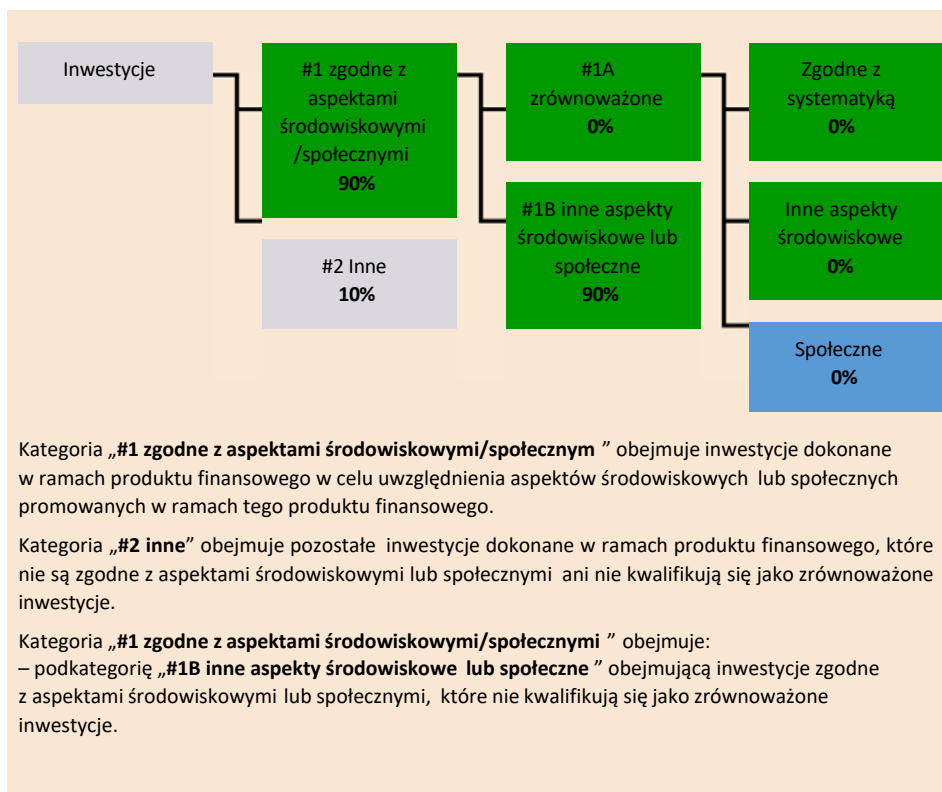 Inwestycje
#1 zgodne z
aspektami
środowiskowymi
/społecznymi
90%
#2 Inne
10%
#1A
zrównoważone
0%
#1B inne aspekty
środowiskowe lub
społeczne
90%
Zgodne z
systematyką
0%
Inne aspekty
środowiskowe
0%
Społeczne
0%
Kategoria „#1 zgodne z aspektami środowiskowymi/społecznym ” obejmuje inwestycje dokonane
w ramach produktu finansowego w celu uwzględnienia aspektów środowiskowych lub społecznych
promowanych w ramach tego produktu finansowego.
Kategoria „#2 inne” obejmuje pozostałe inwestycje dokonane w ramach produktu finansowego, które
nie są zgodne z aspektami środowiskowymi lub społecznymi ani nie kwalifikują się jako zrównoważone
inwestycje.
Kategoria „#1 zgodne z aspektami środowiskowymi/społecznymi ” obejmuje:
– podkategorię „#1B inne aspekty środowiskowe lub społeczne ” obejmującą inwestycje zgodne
z aspektami środowiskowymi lub społecznymi, które nie kwalifikują się jako zrównoważone
inwestycje.